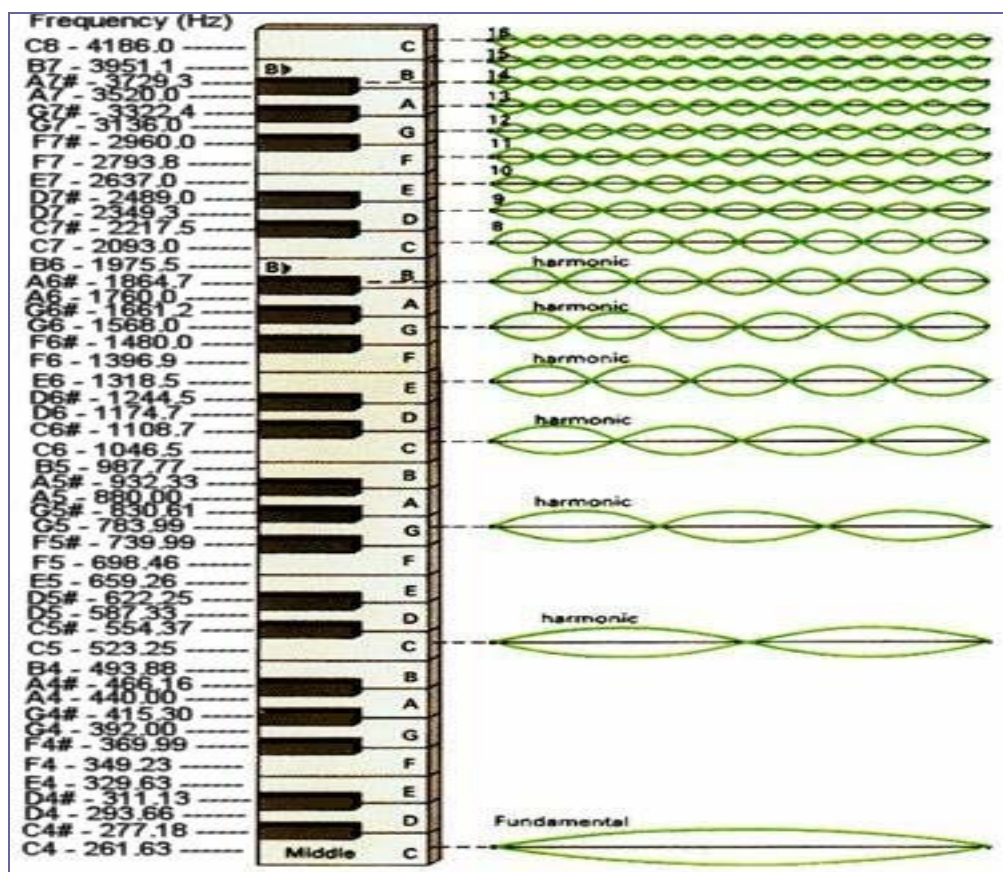 Frequency (Hz)
C8 - 4186.0 ------
B7 - 3951.1
A7# - 3729.3
A7 - 3520.0
G7# - 3322.4
G7 - 3136.0
F7# - 2960.0 ------
F7 - 2793.8 ------
E7 - 2637.0 ------
D7# - 2489.0
D7 - 2349.3
C7# - 2217.5 ----
C7 - 2093.0 ------
B6 - 1975.5 ------
A6# - 1864.7
A6 - 1760.0
G6# - 1661.2
G6 - 1568.0
F6# - 1480.0 ----
F6 - 1396.9 ------
E6 - 1318.5 ------
D6# - 1244.5
D6 - 1174.7
C6# - 1108.7 ----
C6 - 1046.5 ------
B5 - 987.77 ------
A5# - 932.33
A5 - 880.00
G5# - 830.61
G5 - 783.99
F5# - 739.99 ----
F5 - 698.46 ------
E5 - 659.26 ------
D5# - 622.25
D5 - 587.33
C5# - 554.37 ----
C5 - 523.25 ------
B4 - 493.88 ------
A4# - 466.16
A4 - 440.00
G4# - 415.30
G4 - 392.00
F4# - 369.99 ------
F4 - 349.23 ------
E4 - 329.63 ------
D4# - 311.13
D4 - 293.66
C4# - 277.18 ----
C4 - 261.63 ------
B♭
B♭
Middle
C
B
A
G
F
E
D
C
B
A
G
F
E
D
C
B
A
G
F
E
D
C
B
A
G
F
E
D
C
16
15
14
13
12
11
10
9
8
harmonic
harmonic
harmonic
harmonic
harmonic
harmonic
Fundamental